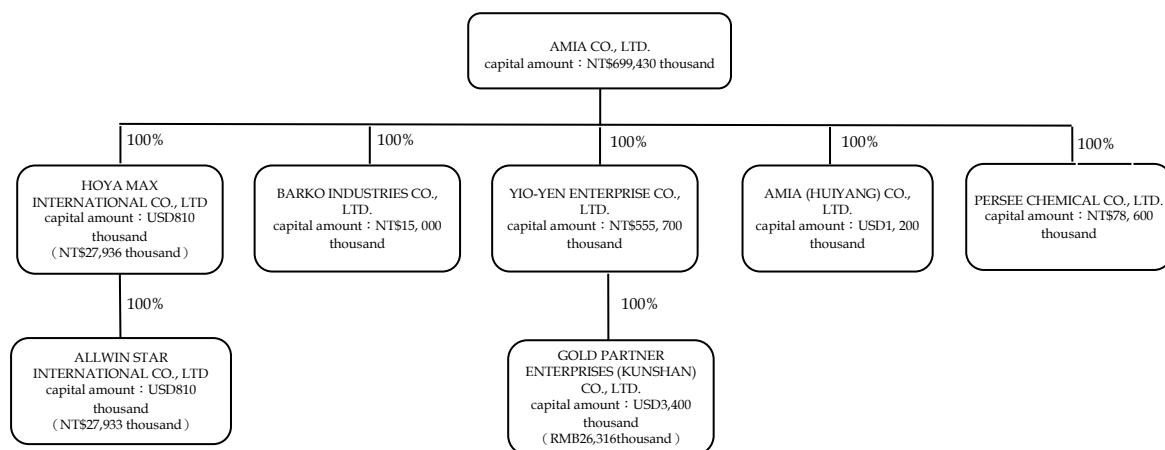 AMIA CO., LTD.
capital amount：NT$699,430 thousand
100%
100%
100%
100%
100%
HOYA MAX
INTERNATIONAL CO., LTD
capital amount：USD810
thousand
（NT$27,936 thousand）
BARKO INDUSTRIES CO.,
LTD.
capital amount：NT$15, 000
thousand
YIO-YEN ENTERPRISE CO.,
LTD.
capital amount：NT$555, 700
thousand
AMIA (HUIYANG) CO.,
LTD.
capital amount：USD1, 200
thousand
PERSEE CHEMICAL CO., LTD.
capital amount：NT$78, 600
thousand
100%
100%
ALLWIN STAR
INTERNATIONAL CO., LTD
capital amount：USD810
thousand
（NT$27,933 thousand）
GOLD PARTNER
ENTERPRISES (KUNSHAN)
CO., LTD.
capital amount：USD3,400
thousand
（RMB26,316thousand）